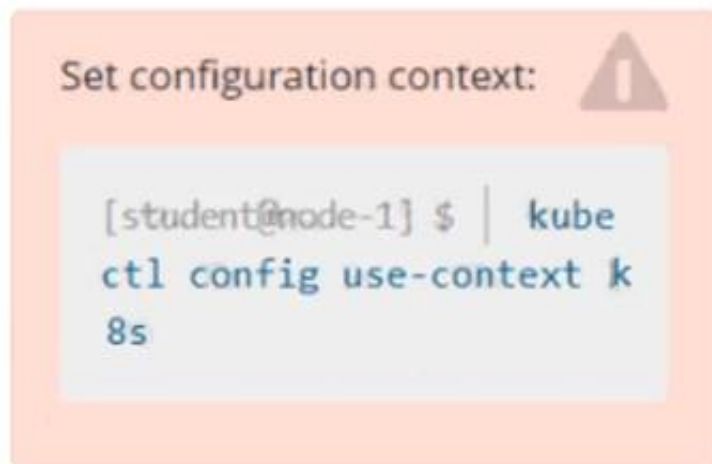 Set configuration context:
[student@node-1] $ | kube
ctl config use-context k
8s